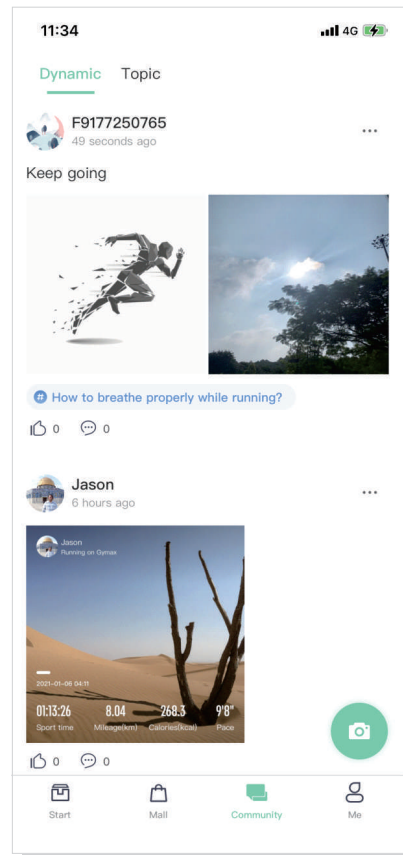 11:34
4G
Dynamic Topic
F9177250765
49 seconds ago
Keep going
# How to breathe properly while running?
0 0
Jason
6 hours ago
Jason
Running on Gymax
2021-01-06 04:11
01:13:26 8.04 268.3 9'8"
Sport time Mileage(km) Calories(kcal) Pace
0 0
Start Mall Community Me